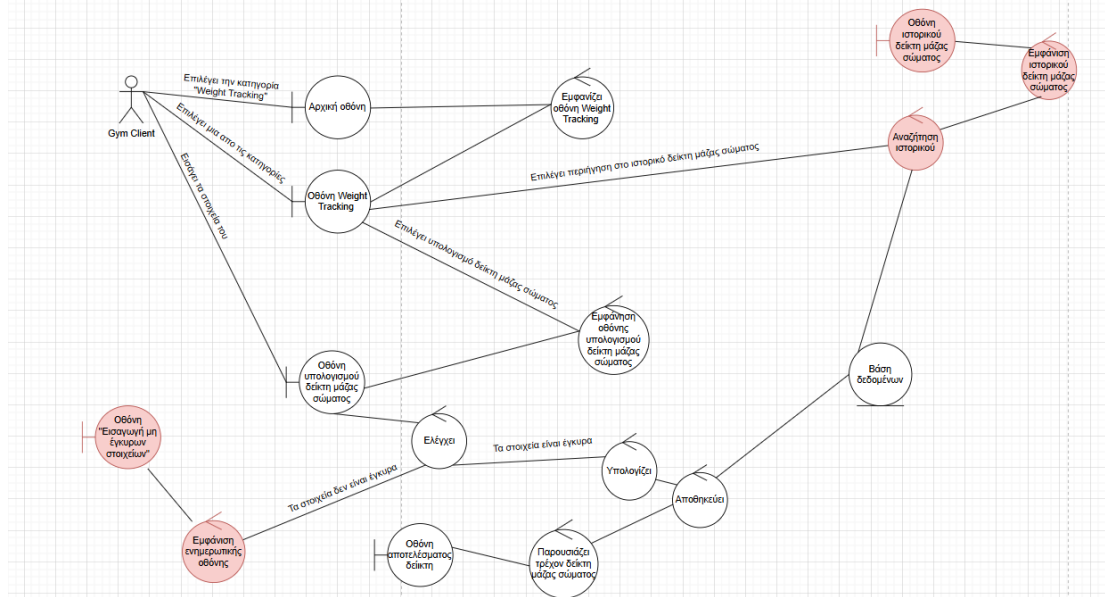 Οθόνη
ιστορικού
δείκτη μάζας
σώματος
Εμφάνιση
ιστορικού
δείκτη μάζας
σώματος
Επιλέγει την κατηγορία
"Weight Tracking"
Αρχική οθόνη
Εμφανίζει
οθόνη Weight
Tracking
Gym Client
Επιλέγει μια απο τις κατηγορίες
Αναζήτηση
ιστορικού
Επιλέγει περιήγηση στο ιστορικό δείκτη μάζας σώματος
Εισάγει τα στοιχεία του
Οθόνη Weight
Tracking
Επιλέγει υπολογισμό δείκτη μάζας σώματος
Εμφάνηση
οθόνης
υπολογισμού
δείκτη μάζας
σώματος
Οθόνη
υπολογισμού
δείκτη μάζας
σώματος
Βάση
δεδομένων
Οθόνη
"Εισαγωγή μη
έγκυρων
στοιχείων"
Ελέγχει
Τα στοιχεία είναι έγκυρα
Υπολογίζει
Τα στοιχεία δεν είναι έγκυρα
Αποθηκεύει
Εμφάνιση
ενημερωτικής
οθόνης
Οθόνη
αποτελέσματος
δείκτη
Παρουσιάζει
τρέχον δείκτη
μάζας σώματος